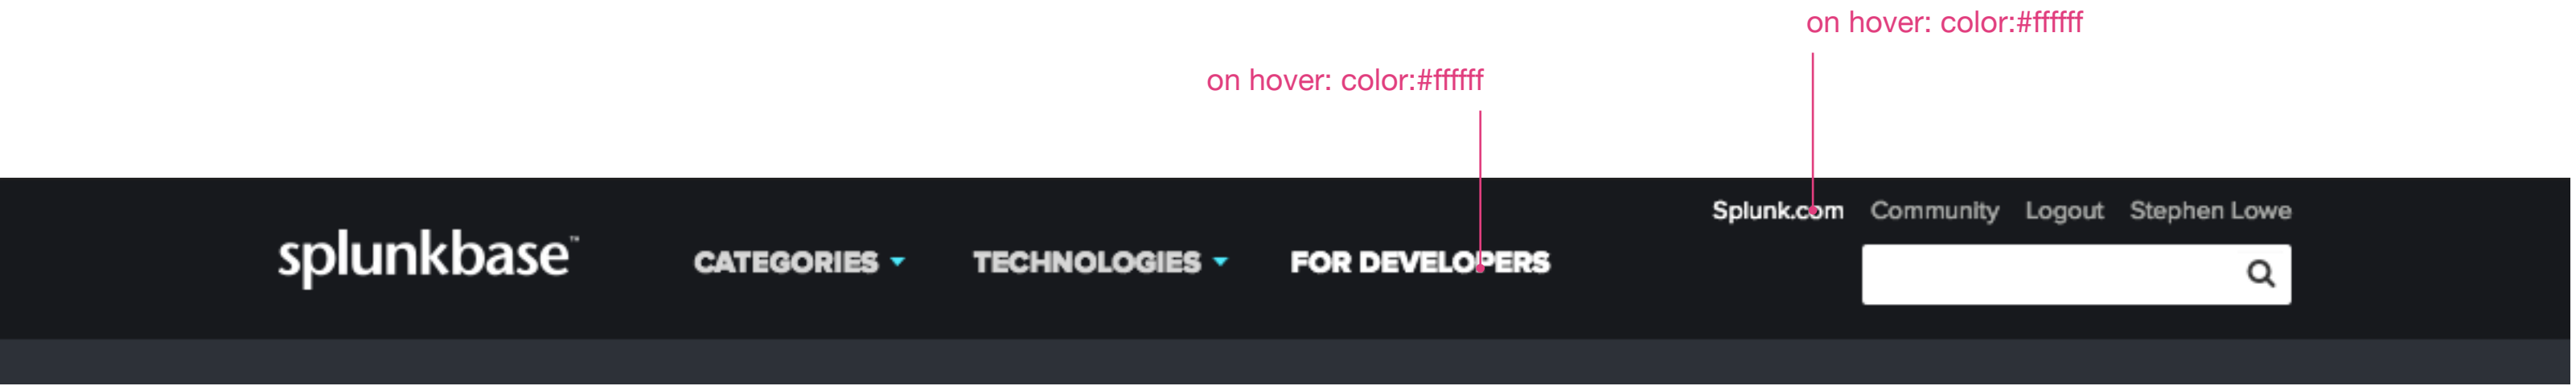 on hover: color:#ffffff
on hover: color:#ffffff
Splunk.com Community Logout Stephen Lowe
splunkbase™ CATEGORIES TECHNOLOGIES FOR DEVELOPERS